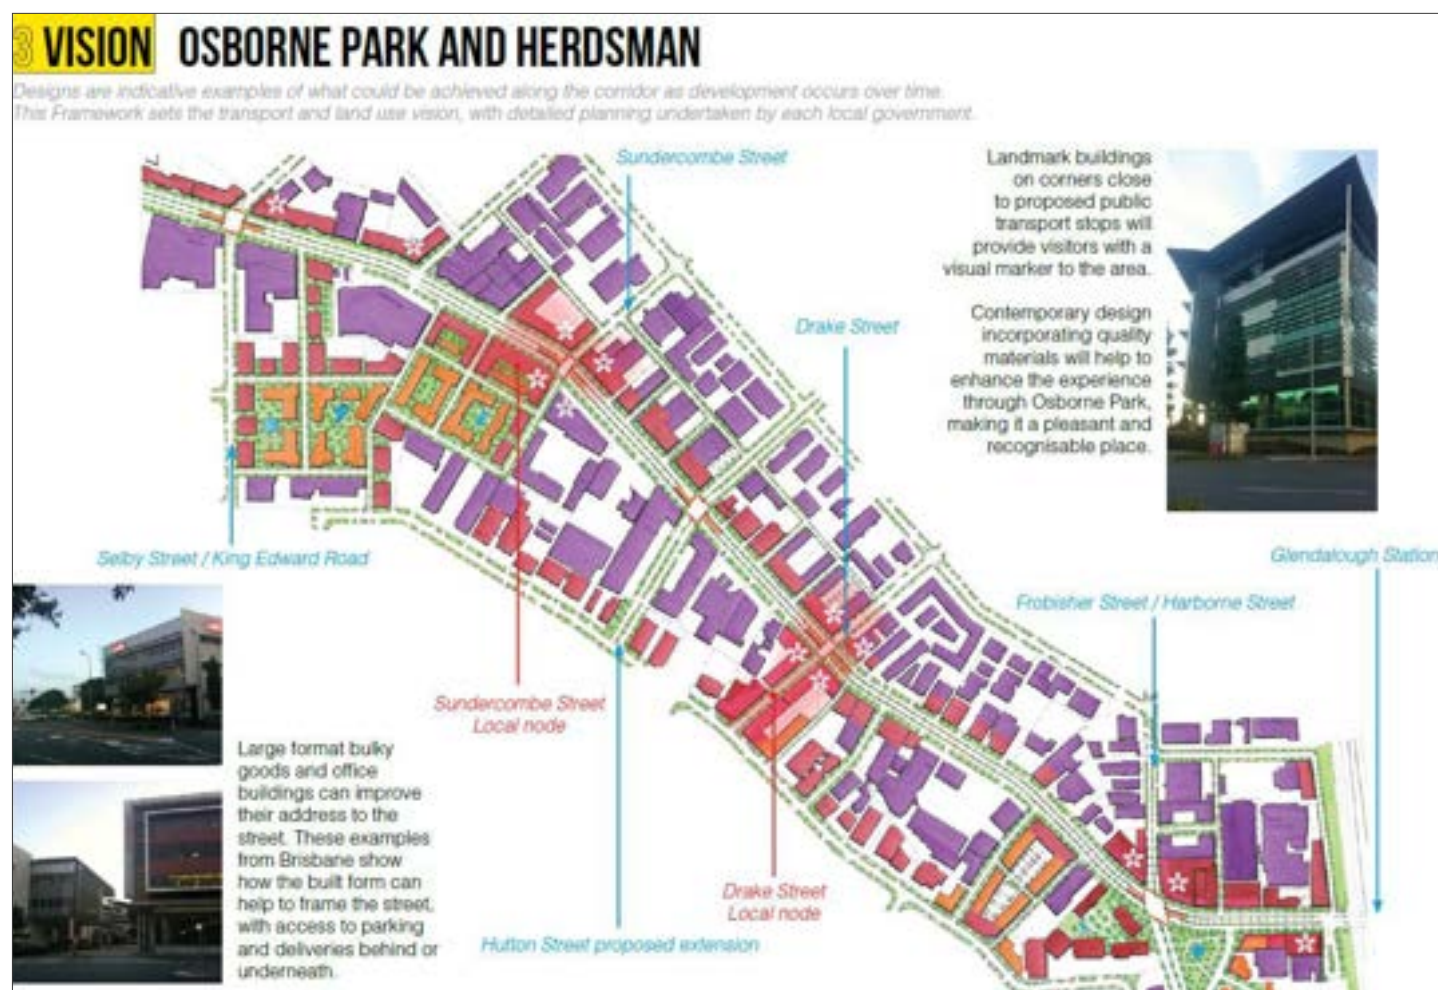 3 VISION OSBORNE PARK AND HERDSMAN
Designs are indicative examples of what could be achieved along the corridor as development occurs over time.
This Framework sets the transport and land use vision, with detailed planning undertaken by each local government.
Sundercombe Street
Landmark buildings
on corners close
to proposed public
transport stops will
provide visitors with a
visual marker to the area.
Contemporary design
incorporating quality
materials will help to
enhance the experience
through Osborne Park,
making it a pleasant and
recognisable place.
Drake Street
Selby Street / King Edward Road
Glendalough Station
Frobisher Street / Harborne Street
Sundercombe Street
Local node
Large format bulky
goods and office
buildings can improve
their address to the
street. These examples
from Brisbane show
how the built form can
help to frame the street,
with access to parking
and deliveries behind or
underneath.
Drake Street
Local node
Hutton Street proposed extension